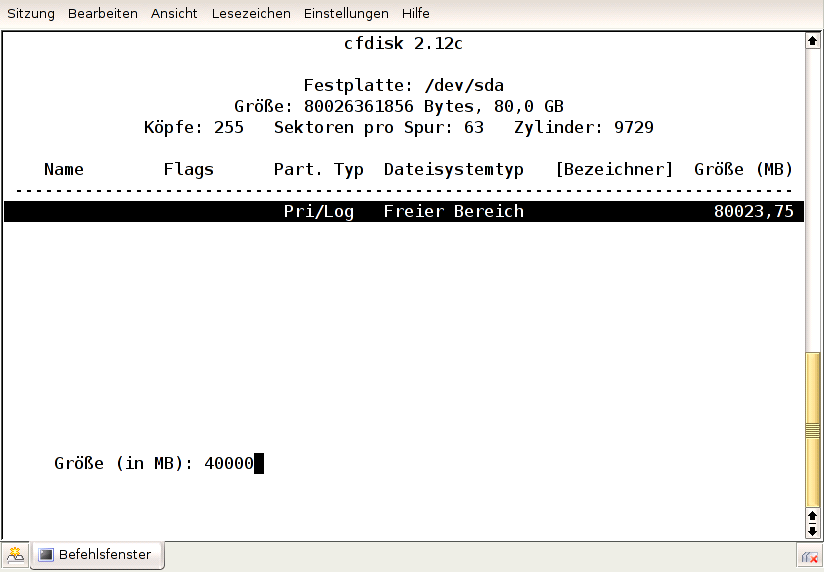 Sitzung Bearbeiten Ansicht Lesezeichen Einstellungen Hilfe
cfdisk 2.12c
Festplatte: /dev/sda
Größe: 80026361856 Bytes, 80,0 GB
Köpfe: 255 Sektoren pro Spur: 63 Zylinder: 9729
Name Flags Part. Typ Dateisystemtyp [Bezeichner] Größe (MB)
------------------------------------------------------------------------------
Pri/Log Freier Bereich 80023,75
Größe (in MB): 40000
Befehlsfenster